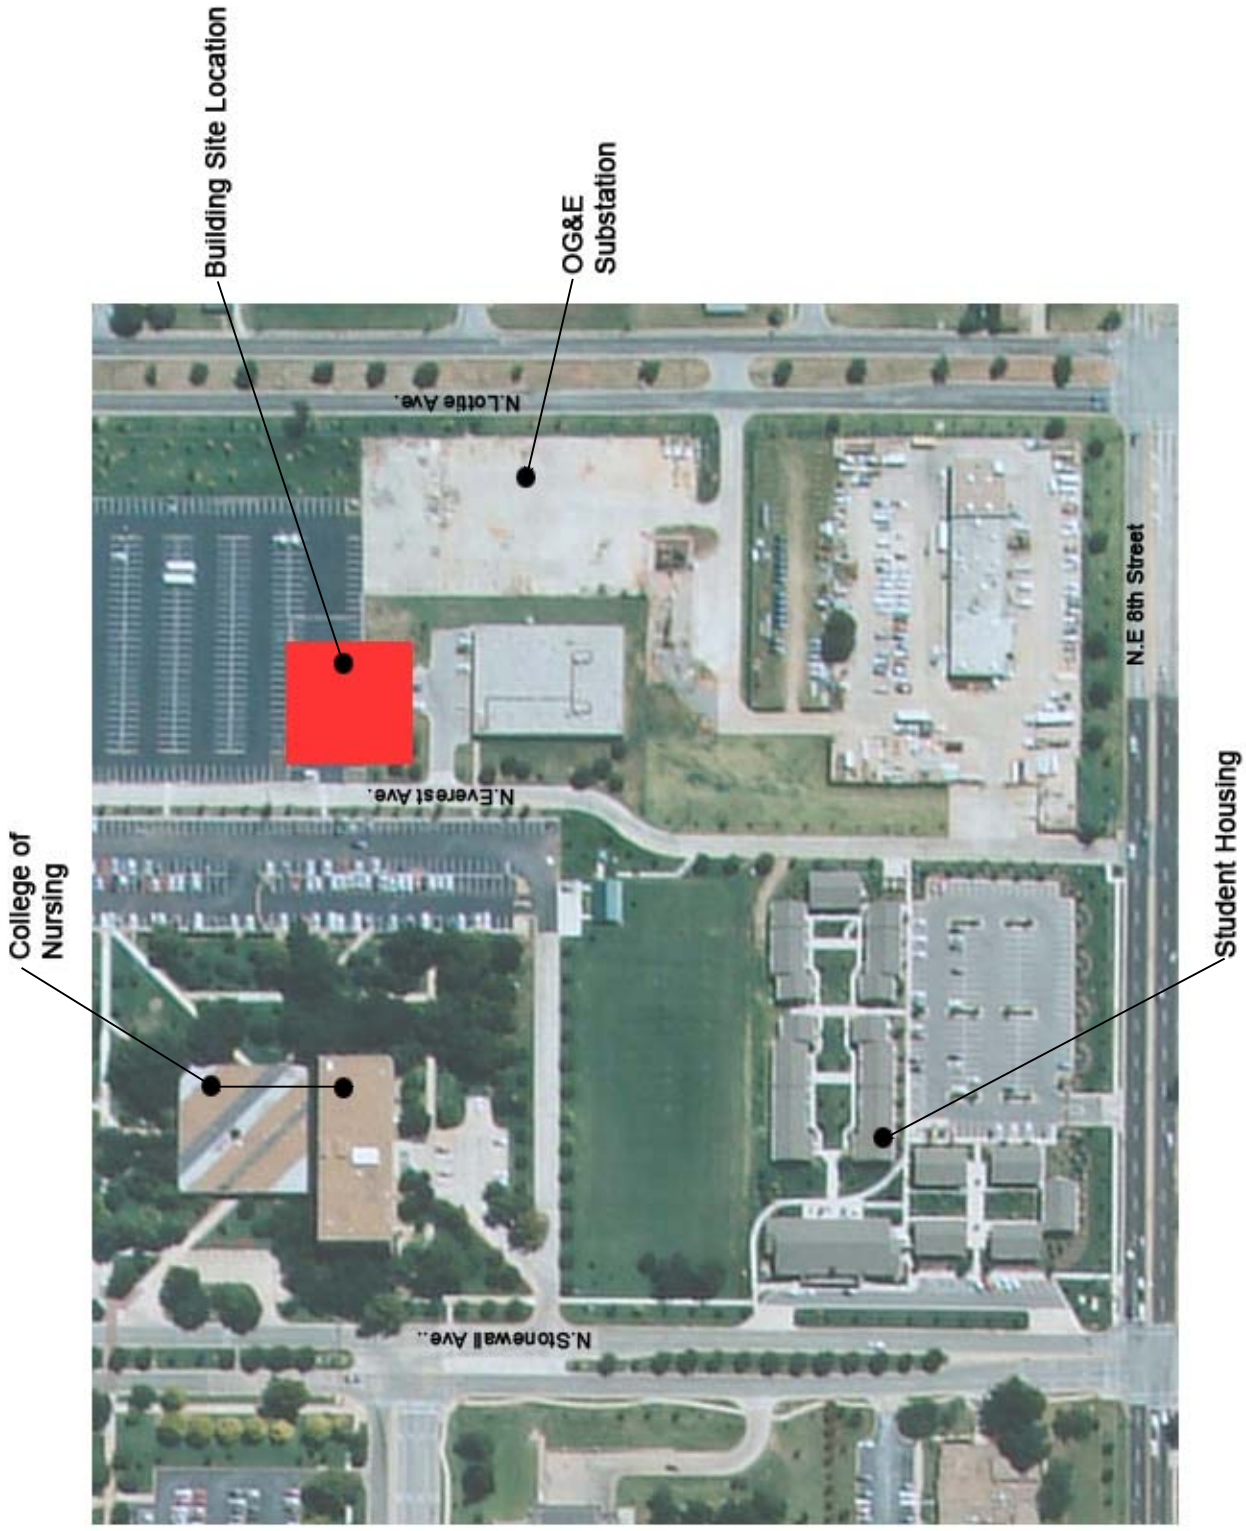 Building Site Location
OG&E
Substation
N.Lottie Ave.
N.E 8th Street
N.Everest Ave.
College of
Nursing
Student Housing
N.Stonewall Ave..